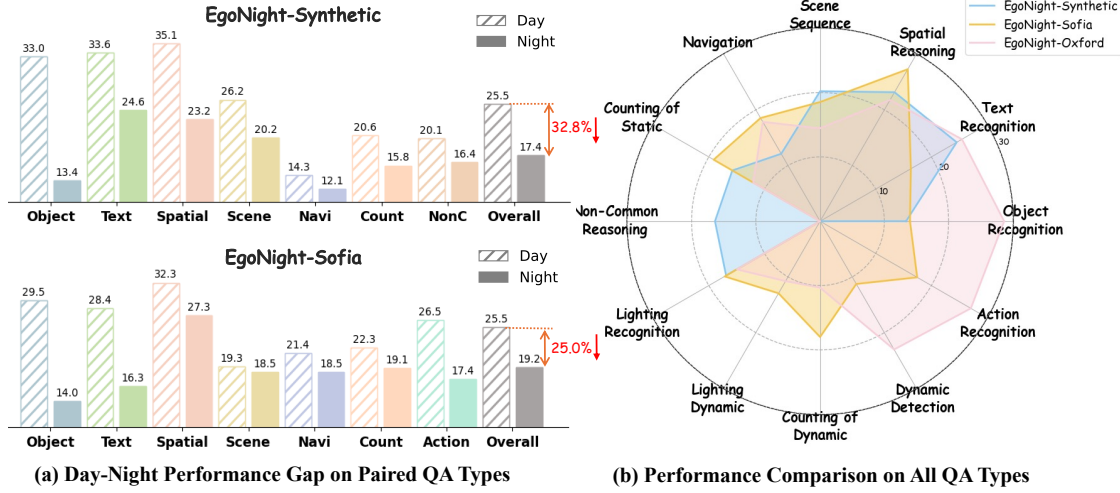 EgoNight-Synthetic
Day
Night
33.0 13.4 33.6 24.6 35.1 23.2 26.2 20.2 14.3 12.1 20.6 15.8 20.1 16.4 25.5 17.4
32.8%
Object Text Spatial Scene Navi Count NonC Overall
EgoNight-Sofia
Day
Night
29.5 14.0 28.4 16.3 32.3 27.3 19.3 18.5 21.4 18.5 22.3 19.1 26.5 17.4 25.5 19.2
25.0%
Object Text Spatial Scene Navi Count Action Overall
(a) Day-Night Performance Gap on Paired QA Types
EgoNight-Synthetic
EgoNight-Sofia
EgoNight-Oxford
Scene
Sequence
Spatial
Reasoning
Text
Recognition
Object
Recognition
Action
Recognition
Dynamic
Detection
Counting of
Dynamic
Lighting
Dynamic
Lighting
Recognition
Non-Common
Reasoning
Counting of
Static
Navigation
10
20
30
(b) Performance Comparison on All QA Types